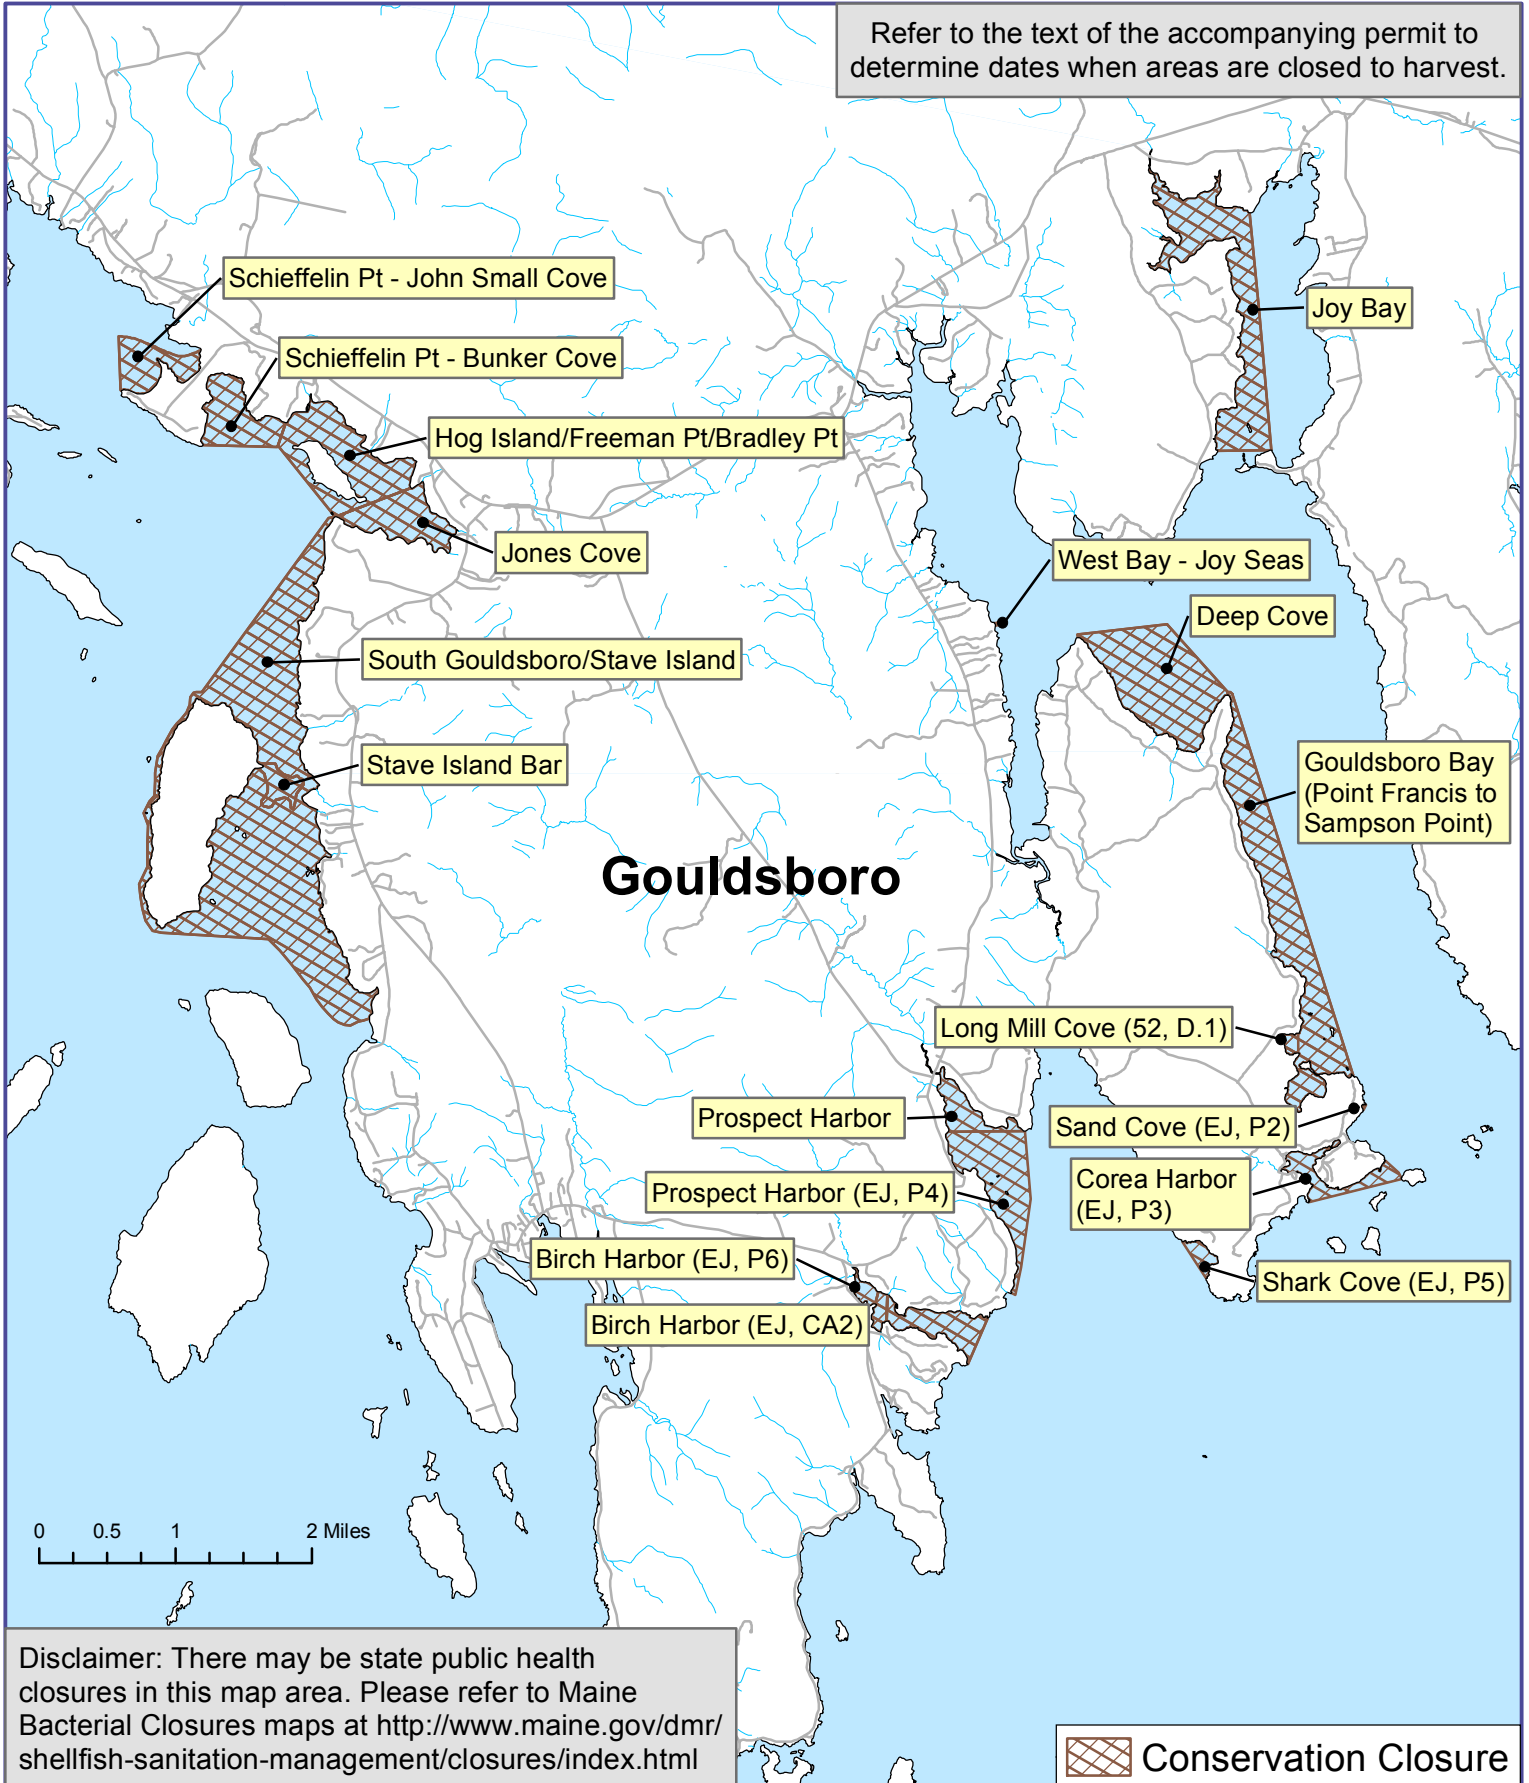 Refer to the text of the accompanying permit to
determine dates when areas are closed to harvest.
Schieffelin Pt - John Small Cove
Joy Bay
Schieffelin Pt - Bunker Cove
Hog Island/Freeman Pt/Bradley Pt
Jones Cove
West Bay - Joy Seas
Deep Cove
South Gouldsboro/Stave Island
Stave Island Bar
Gouldsboro Bay
(Point Francis to
Sampson Point)
Gouldsboro
Long Mill Cove (52, D.1)
Prospect Harbor
Sand Cove (EJ, P2)
Corea Harbor
(EJ, P3)
Prospect Harbor (EJ, P4)
Birch Harbor (EJ, P6)
Shark Cove (EJ, P5)
Birch Harbor (EJ, CA2)
0 0.5 1 2 Miles
Disclaimer: There may be state public health
closures in this map area. Please refer to Maine
Bacterial Closures maps at http://www.maine.gov/dmr/
shellfish-sanitation-management/closures/index.html
Conservation Closure